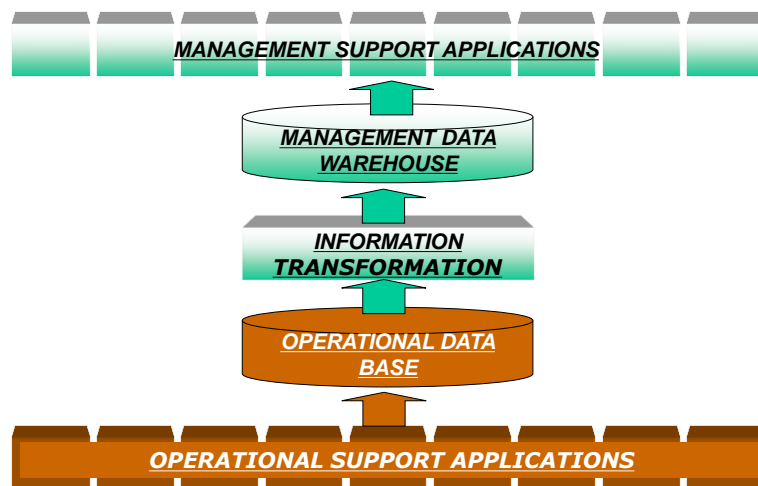 MANAGEMENT SUPPORT APPLICATIONS
MANAGEMENT DATA
WAREHOUSE
INFORMATION
TRANSFORMATION
OPERATIONAL DATA
BASE
OPERATIONAL SUPPORT APPLICATIONS